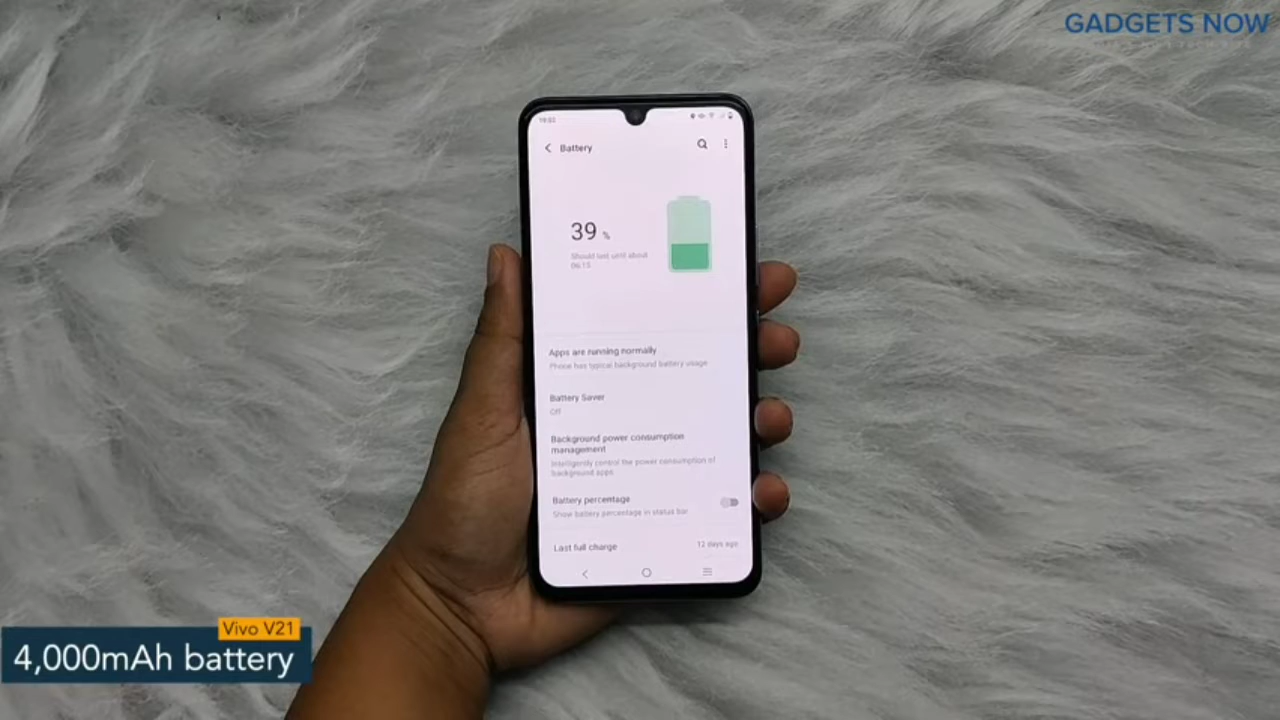 GADGETS NOW
Battery
39 %
Should last until about
06:15
Apps are running normally
Phone has typical background battery usage
Battery Saver
Off
Background power consumption
management
Intelligently control the power consumption of
background apps
Battery percentage
Show battery percentage in status bar
Last full charge 12 days ago
Vivo V21
4,000mAh battery